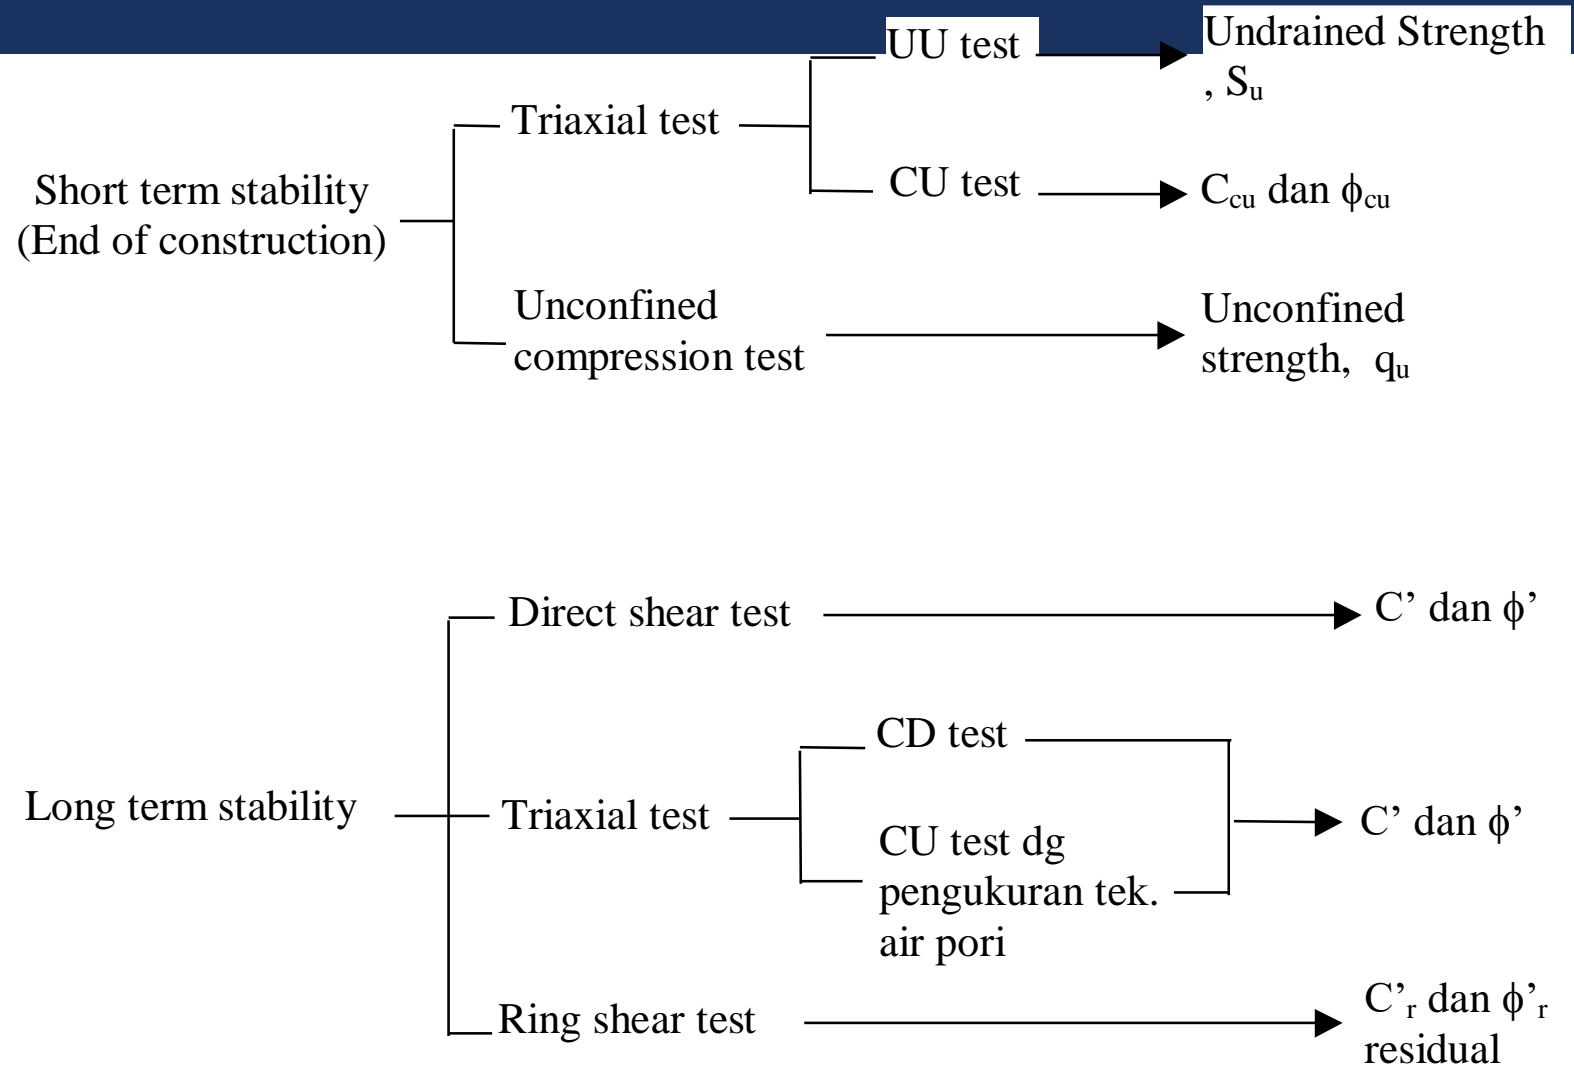 UU test
Undrained Strength
, Su
Triaxial test
CU test
Ccu dan ϕcu
Short term stability
(End of construction)
Unconfined
compression test
Unconfined
strength,  qu
Direct shear test
C’ dan ϕ’
CD test
Long term stability
Triaxial test
C’ dan ϕ’
CU test dg
pengukuran tek.
air pori
Ring shear test
C’r dan ϕ’r
residual